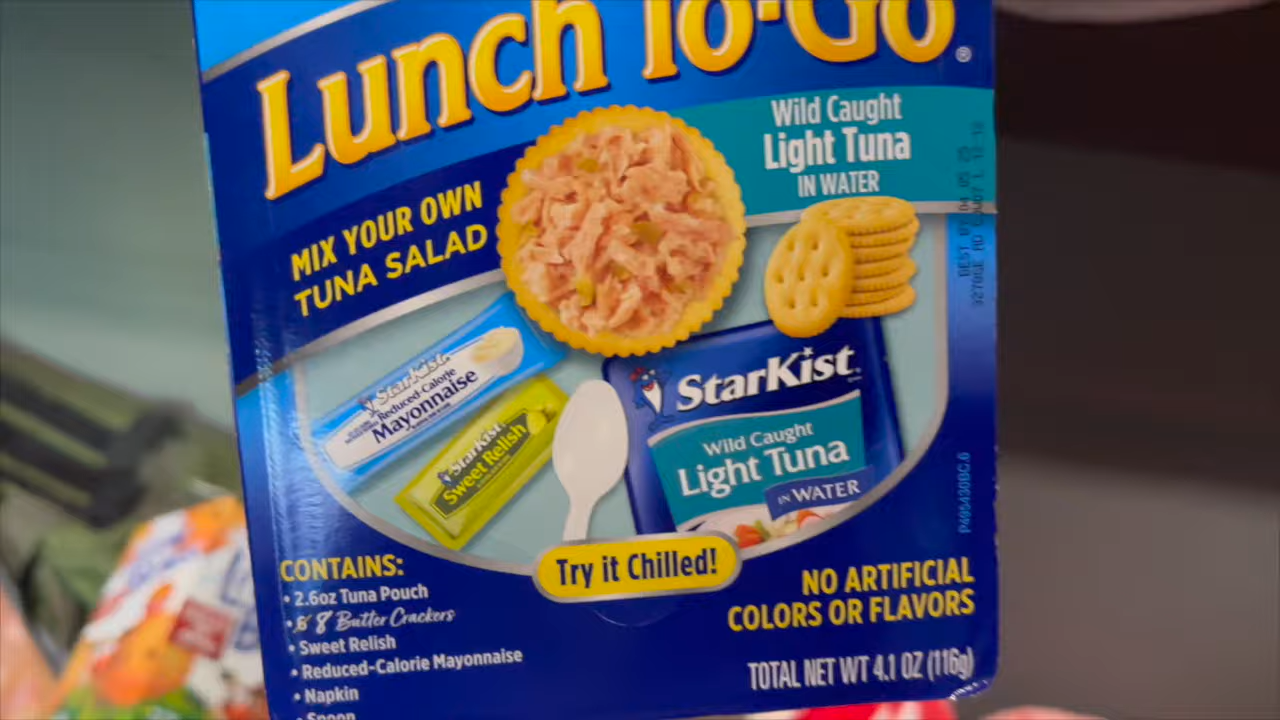 Lunch To-Go®
Wild Caught
Light Tuna
IN WATER
MIX YOUR OWN
TUNA SALAD
StarKist
Reduced-Calorie
Mayonnaise
StarKist
Sweet Relish
StarKist
Wild Caught
Light Tuna
IN WATER
Try it Chilled!
CONTAINS:
• 2.6oz Tuna Pouch
• 6 8 Butter Crackers
• Sweet Relish
• Reduced-Calorie Mayonnaise
• Napkin
• Spoon
NO ARTIFICIAL
COLORS OR FLAVORS
TOTAL NET WT 4.1 OZ (116g)